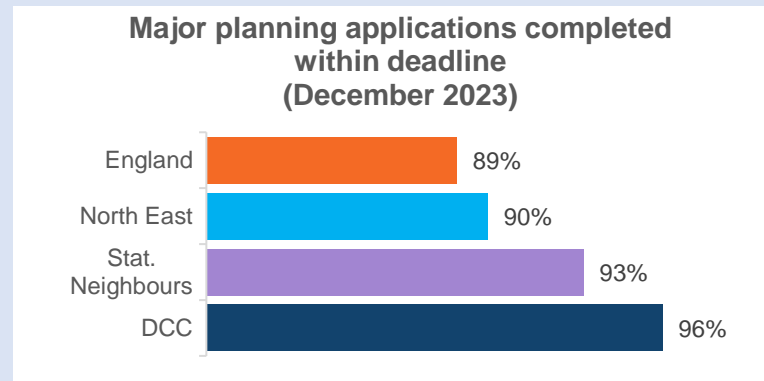 Major planning applications completed
within deadline
(December 2023)
England
89%
North East
90%
Stat.
Neighbours
93%
DCC
96%